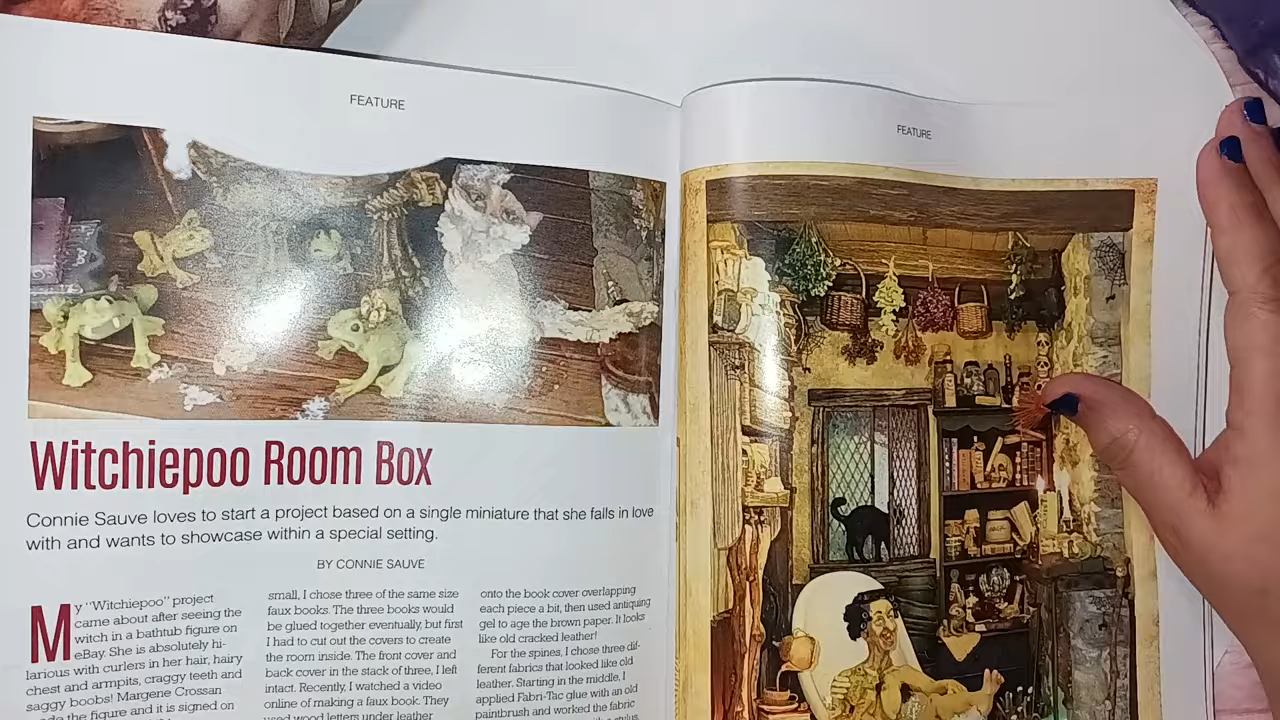 FEATURE
Witchiepoo Room Box
Connie Sauve loves to start a project based on a single miniature that she falls in love
with and wants to showcase within a special setting.
BY CONNIE SAUVE
My "Witchiepoo" project
came about after seeing the
witch in a bathtub figure on
eBay. She is absolutely hi-
larious with curlers in her hair, hairy
chest and armpits, craggy teeth and
saggy boobs! Margene Crossan
the figure and it is signed on
small, I chose three of the same size
faux books. The three books would
be glued together eventually, but first
I had to cut out the covers to create
the room inside. The front cover and
back cover in the stack of three, I left
intact. Recently, I watched a video
online of making a faux book. They
used wood letters under leather
onto the book cover overlapping
each piece a bit, then used antiquing
gel to age the brown paper. It looks
like old cracked leather!
For the spines, I chose three dif-
ferent fabrics that looked like old
leather. Starting in the middle, I
applied Fabri-Tac glue with an old
paintbrush and worked the fabric
FEATURE